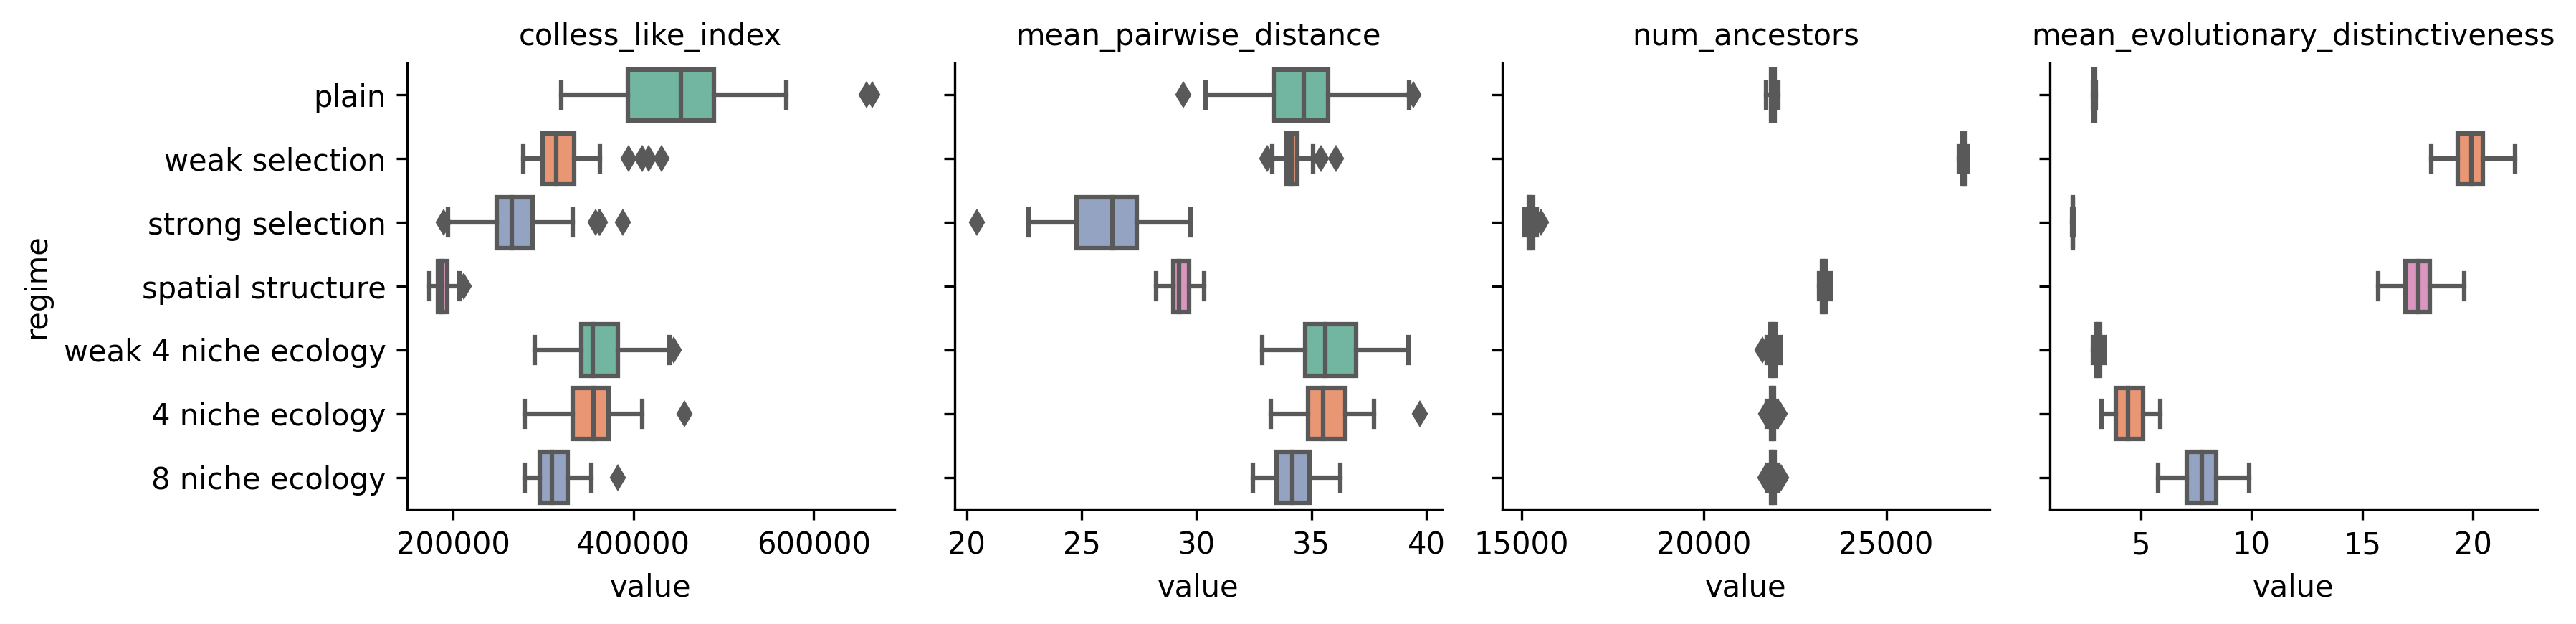 colless_like_index
mean_pairwise_distance
num_ancestors
mean_evolutionary_distinctiveness
regime
plain
weak selection
strong selection
spatial structure
weak 4 niche ecology
4 niche ecology
8 niche ecology
200000 400000 600000
20 25 30 35 40
15000 20000 25000
5 10 15 20
value
value
value
value